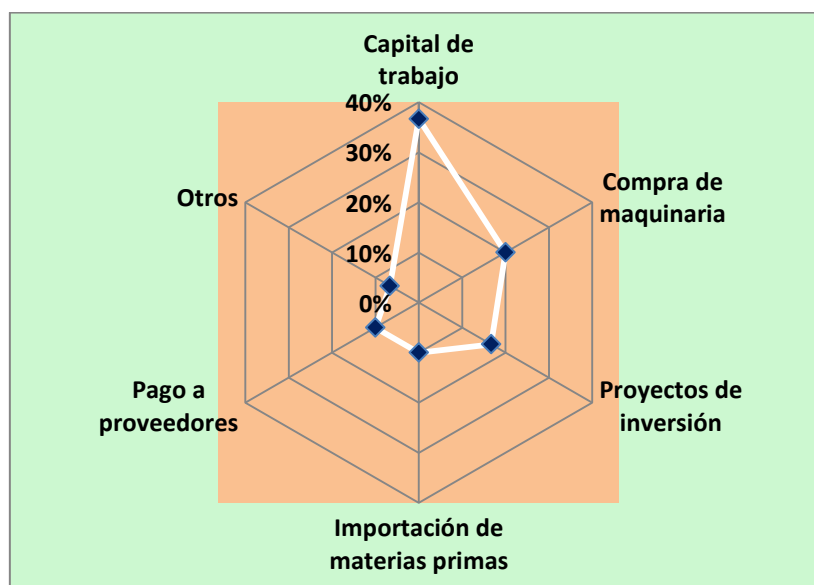 Capital de
trabajo
40%
30%
20%
10%
0%
Compra de
maquinaria
Proyectos de
inversión
Importación de
materias primas
Pago a
proveedores
Otros